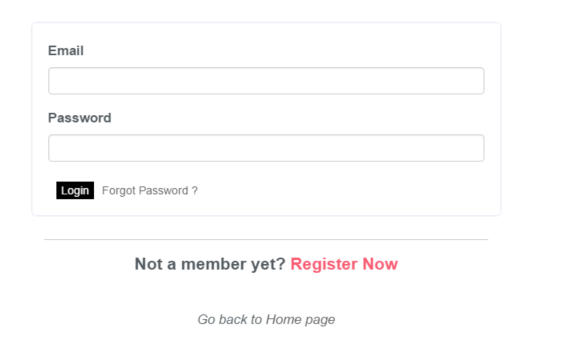 Email
Password
Login Forgot Password ?
Not a member yet? Register Now
Go back to Home page